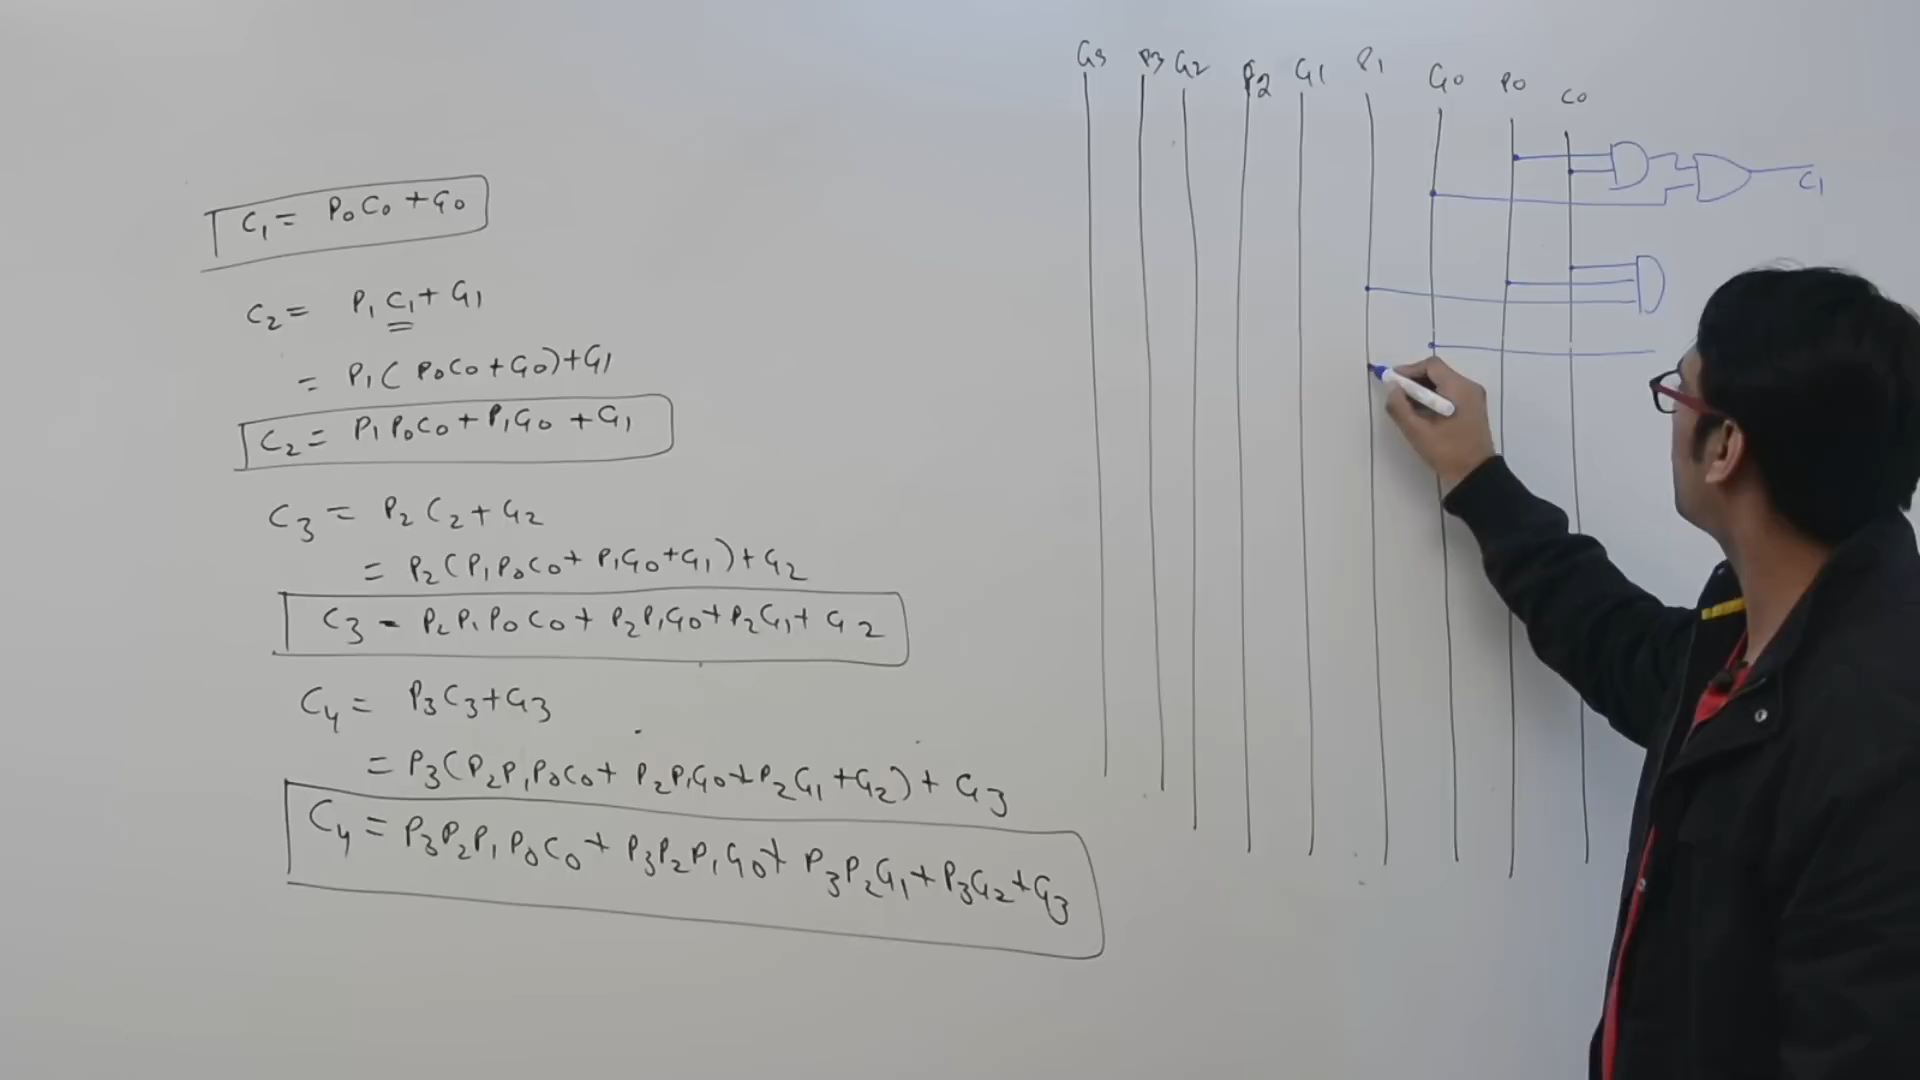 C₁ = P₀C₀ + G₀
C₂ = P₁C₁ + G₁
= P₁(P₀C₀ + G₀) + G₁
C₂ = P₁P₀C₀ + P₁G₀ + G₁
C₃ = P₂C₂ + G₂
= P₂(P₁P₀C₀ + P₁G₀ + G₁) + G₂
C₃ = P₂P₁P₀C₀ + P₂P₁G₀ + P₂G₁ + G₂
C₄ = P₃C₃ + G₃
= P₃(P₂P₁P₀C₀ + P₂P₁G₀ + P₂G₁ + G₂) + G₃
C₄ = P₃P₂P₁P₀C₀ + P₃P₂P₁G₀ + P₃P₂G₁ + P₃G₂ + G₃
G₃ P₃ G₂ P₂ G₁ P₁ G₀ P₀ C₀
C₁